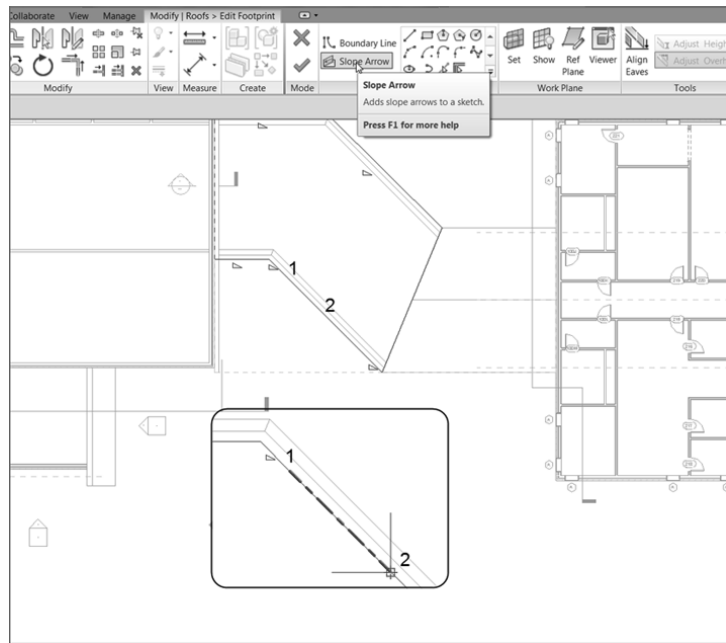 Collaborate View Manage Modify | Roofs > Edit Footprint
Boundary Line
Slope Arrow
Set Show Ref Plane Viewer
Align Eaves
Adjust Heigh
Adjust Overh
Modify View Measure Create Mode Work Plane Tools
Slope Arrow
Adds slope arrows to a sketch.
Press F1 for more help
1
2
1
2